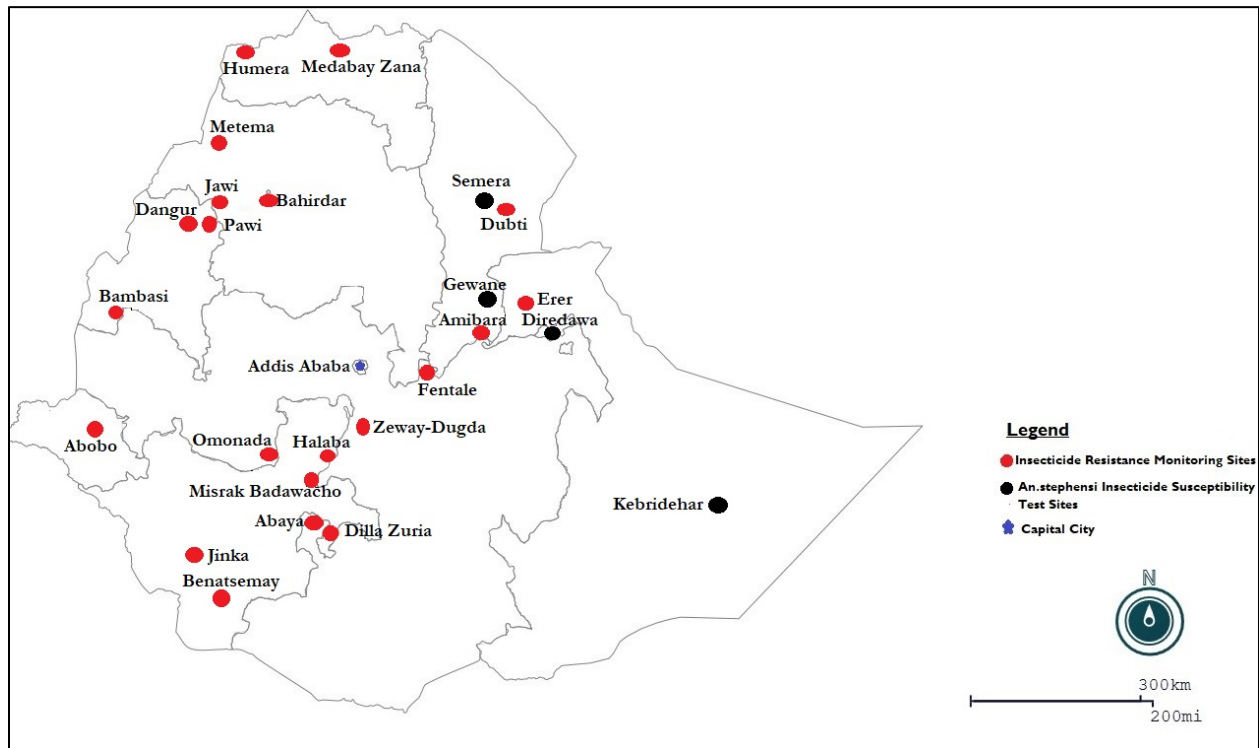 Humera
Medabay Zana
Metema
Jawi
Bahirdar
Dangur
Pawi
Semera
Dubti
Bambasi
Gewane
Erer
Amibara
Diredawa
Addis Ababa
Fentale
Abobo
Omonada
Halaba
Zeway-Dugda
Misrak Badawacho
Kebridehar
Abaya
Dilla Zuria
Jinka
Benatsemay
Legend
Insecticide Resistance Monitoring Sites
An.stephensi Insecticide Susceptibility
Test Sites
Capital City
N
300km
200mi